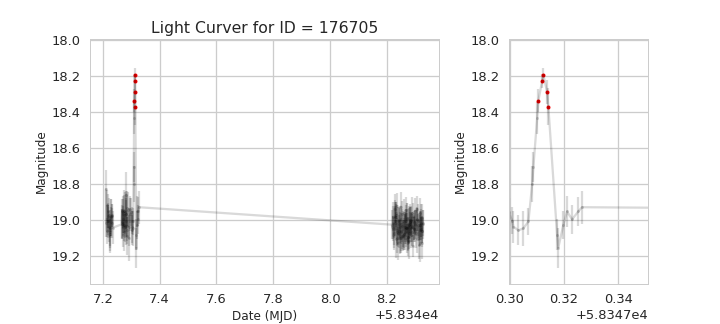 Light Curver for ID = 176705
18.0
18.2
18.4
18.6
18.8
19.0
19.2
Magnitude
7.2 7.4 7.6 7.8 8.0 8.2
Date (MJD)
+5.834e4
18.0
18.2
18.4
18.6
18.8
19.0
19.2
Magnitude
0.30 0.32 0.34
+5.8347e4